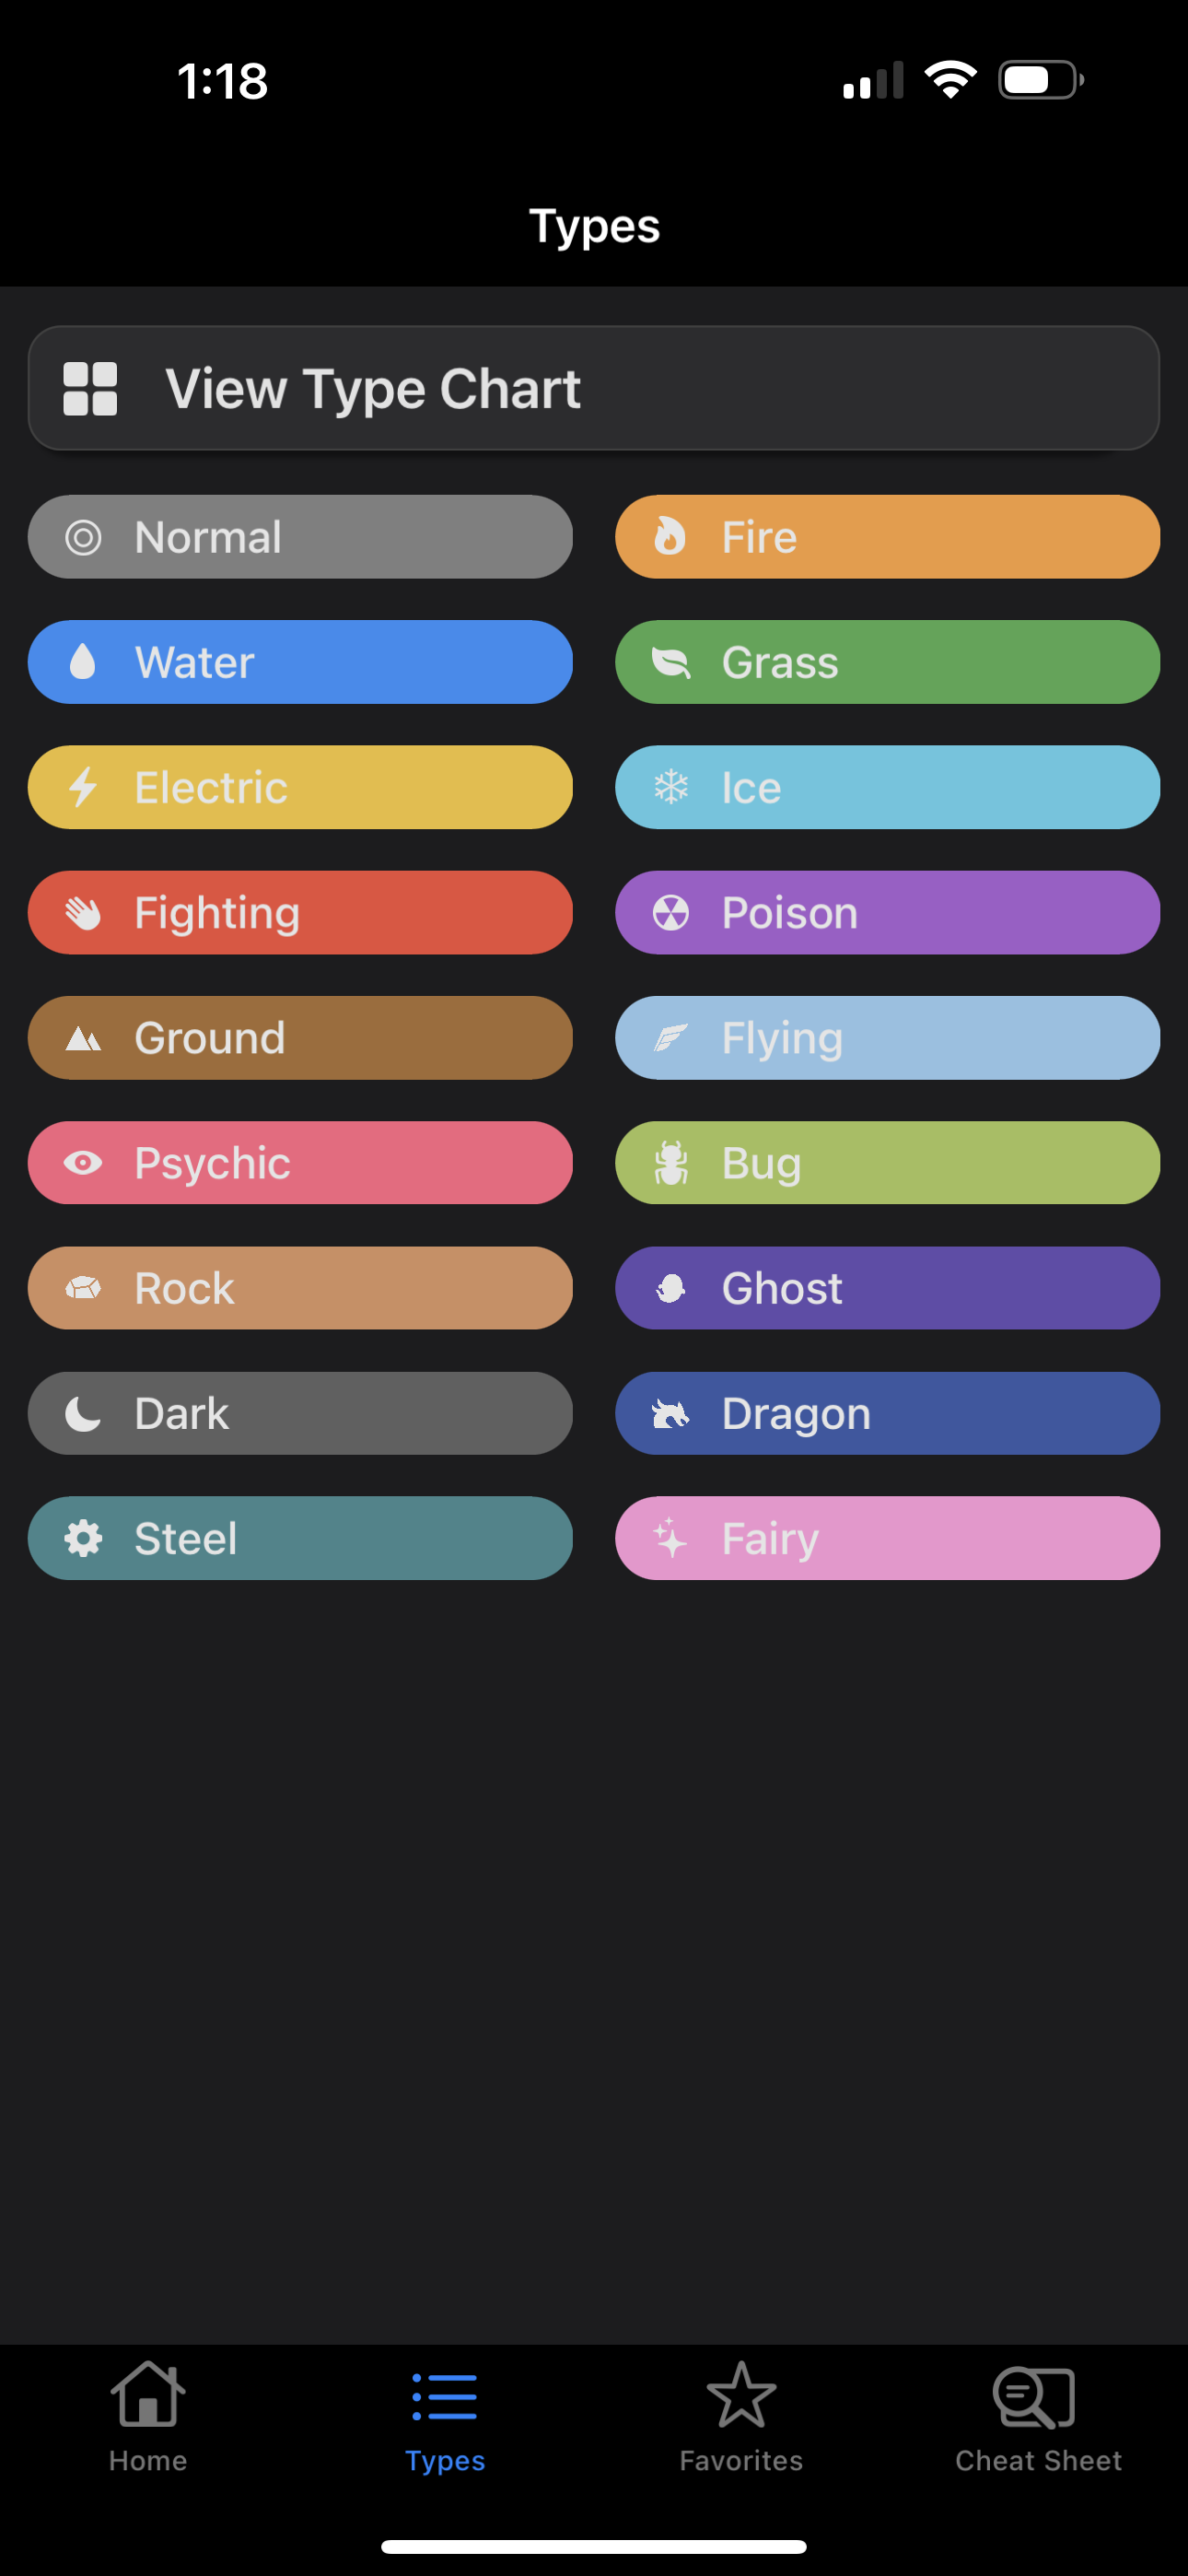 1:18
Types
View Type Chart
Normal
Fire
Water
Grass
Electric
Ice
Fighting
Poison
Ground
Flying
Psychic
Bug
Rock
Ghost
Dark
Dragon
Steel
Fairy
Home
Types
Favorites
Cheat Sheet